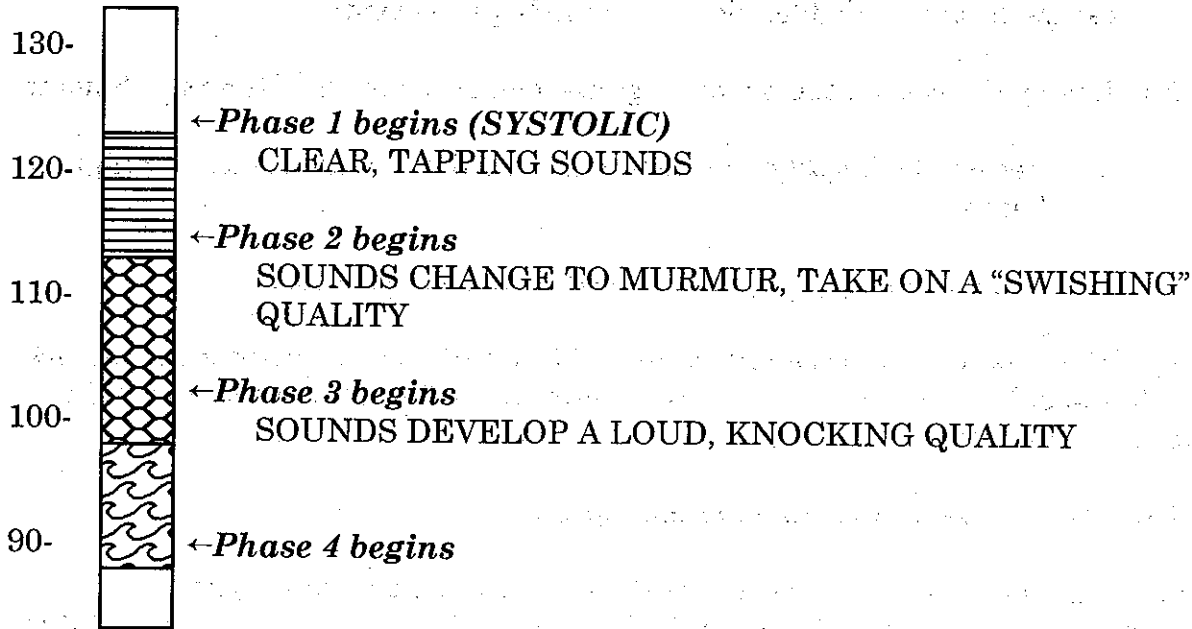 130-
←Phase 1 begins (SYSTOLIC)
120-
CLEAR, TAPPING SOUNDS
←Phase 2 begins
110-
SOUNDS CHANGE TO MURMUR, TAKE ON A “SWISHING”
QUALITY
←Phase 3 begins
100-
SOUNDS DEVELOP A LOUD, KNOCKING QUALITY
90-
←Phase 4 begins